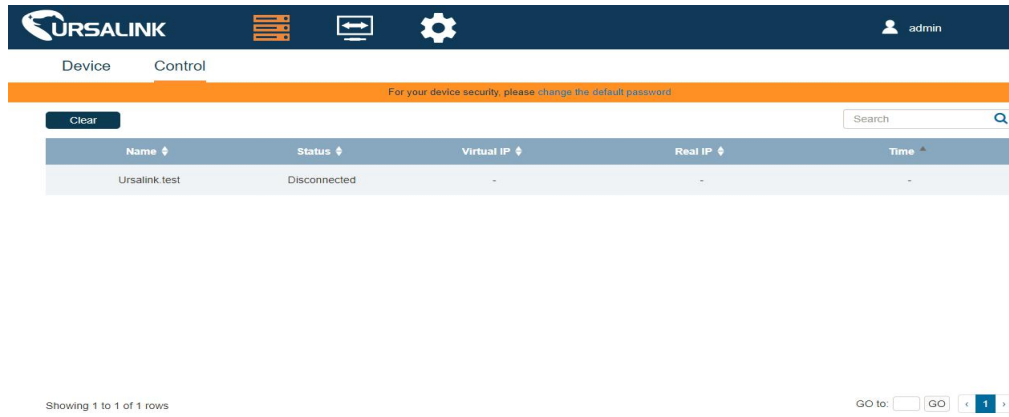 URSALINK admin
Device Control
For your device security, please change the default password
Clear Search
Name Status Virtual IP Real IP Time
Ursalink.test Disconnected - - -
Showing 1 to 1 of 1 rows GO to: GO ‹ 1 ›